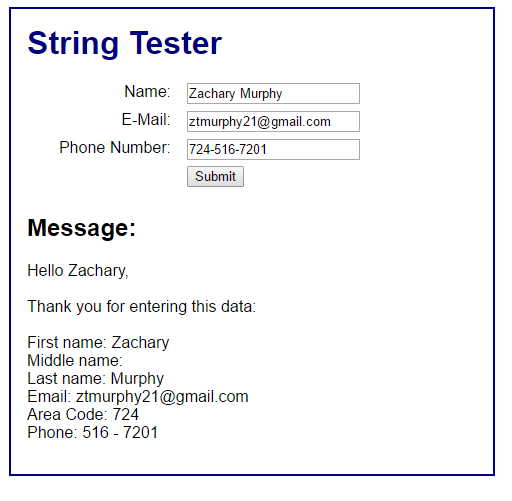 String Tester
Name: Zachary Murphy
E-Mail: ztmurphy21@gmail.com
Phone Number: 724-516-7201
Submit
Message:
Hello Zachary,
Thank you for entering this data:
First name: Zachary
Middle name:
Last name: Murphy
Email: ztmurphy21@gmail.com
Area Code: 724
Phone: 516 - 7201